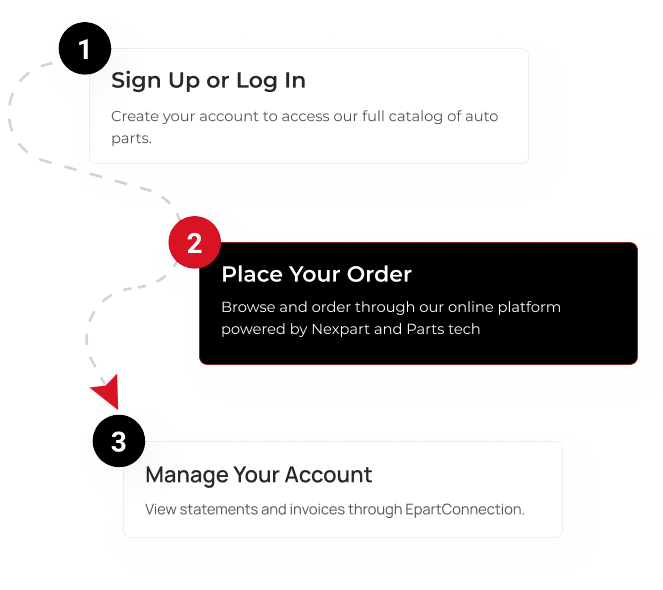 1
Sign Up or Log In
Create your account to access our full catalog of auto
parts.
2
Place Your Order
Browse and order through our online platform
powered by Nexpart and Parts tech
3
Manage Your Account
View statements and invoices through EpartConnection.